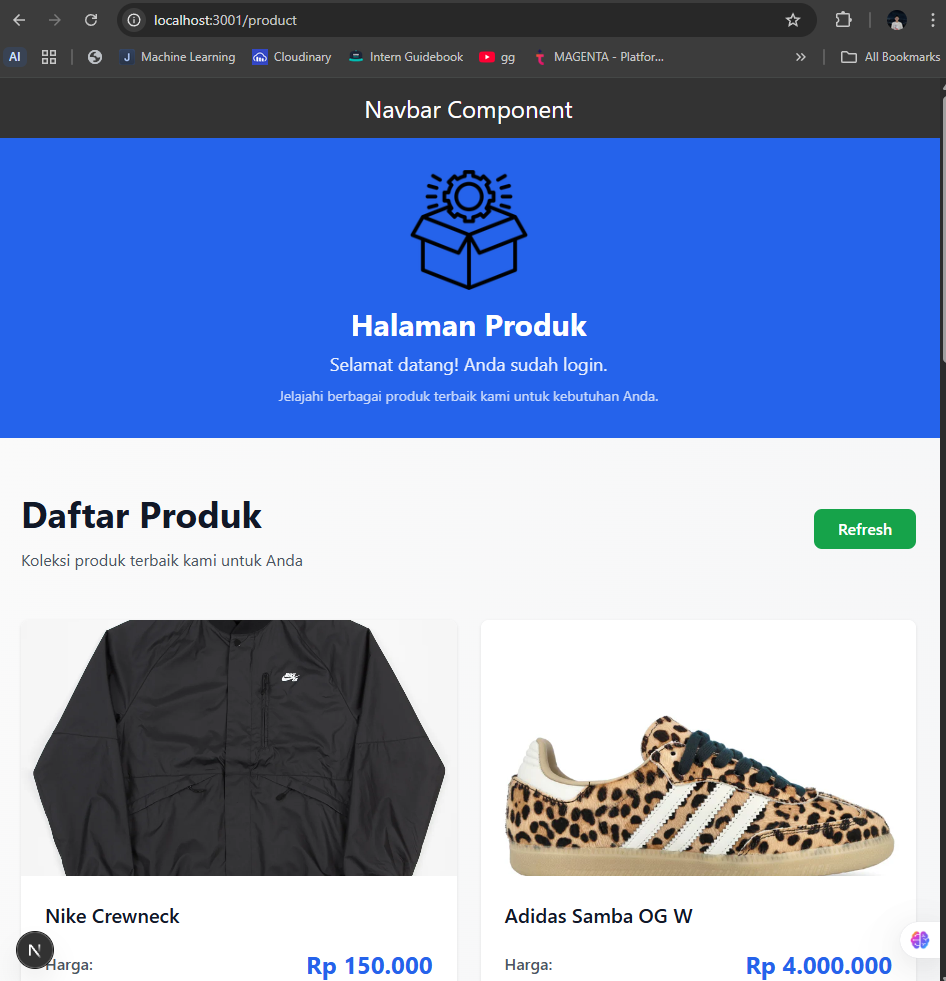 localhost:3001/product
AI
J Machine Learning
Cloudinary
Intern Guidebook
gg
MAGENTA - Platfor...
All Bookmarks
Navbar Component
Halaman Produk
Selamat datang! Anda sudah login.
Jelajahi berbagai produk terbaik kami untuk kebutuhan Anda.
Daftar Produk
Refresh
Koleksi produk terbaik kami untuk Anda
Nike Crewneck
Adidas Samba OG W
N
Harga:
Rp 150.000
Harga:
Rp 4.000.000